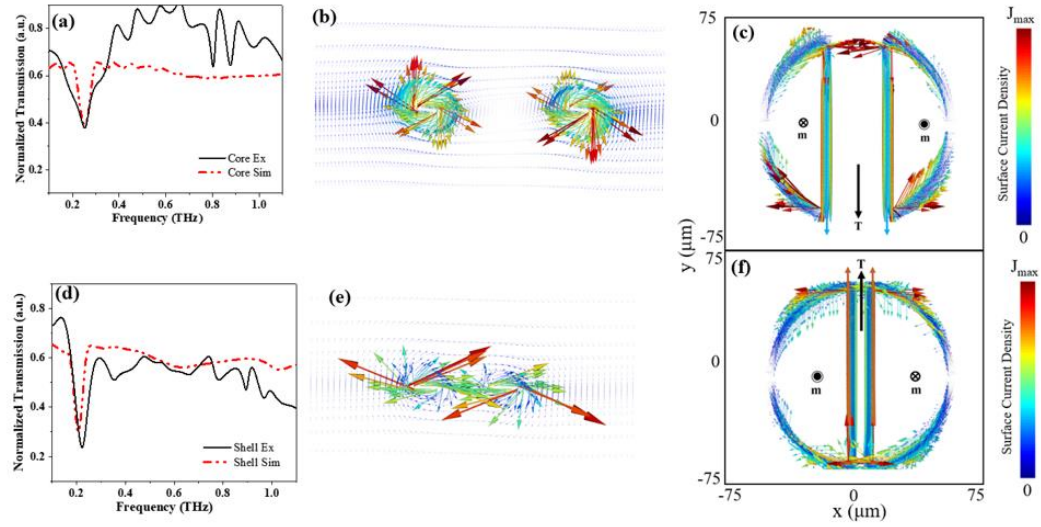 (a)
Normalized Transmission (a.u.)
0.8
0.6
0.4
0.2
Core Ex
Core Sim
0.2 0.4 0.6 0.8 1.0
Frequency (THz)
(b)
(c)
75
0
-75
m
m
T
J max
Surface Current Density
0
y (μm)
(d)
Normalized Transmission (a.u.)
0.8
0.6
0.4
0.2
Shell Ex
Shell Sim
0.2 0.4 0.6 0.8 1.0
Frequency (THz)
(e)
(f)
75
0
-75
T
m
m
-75 0 75
x (μm)
J max
Surface Current Density
0